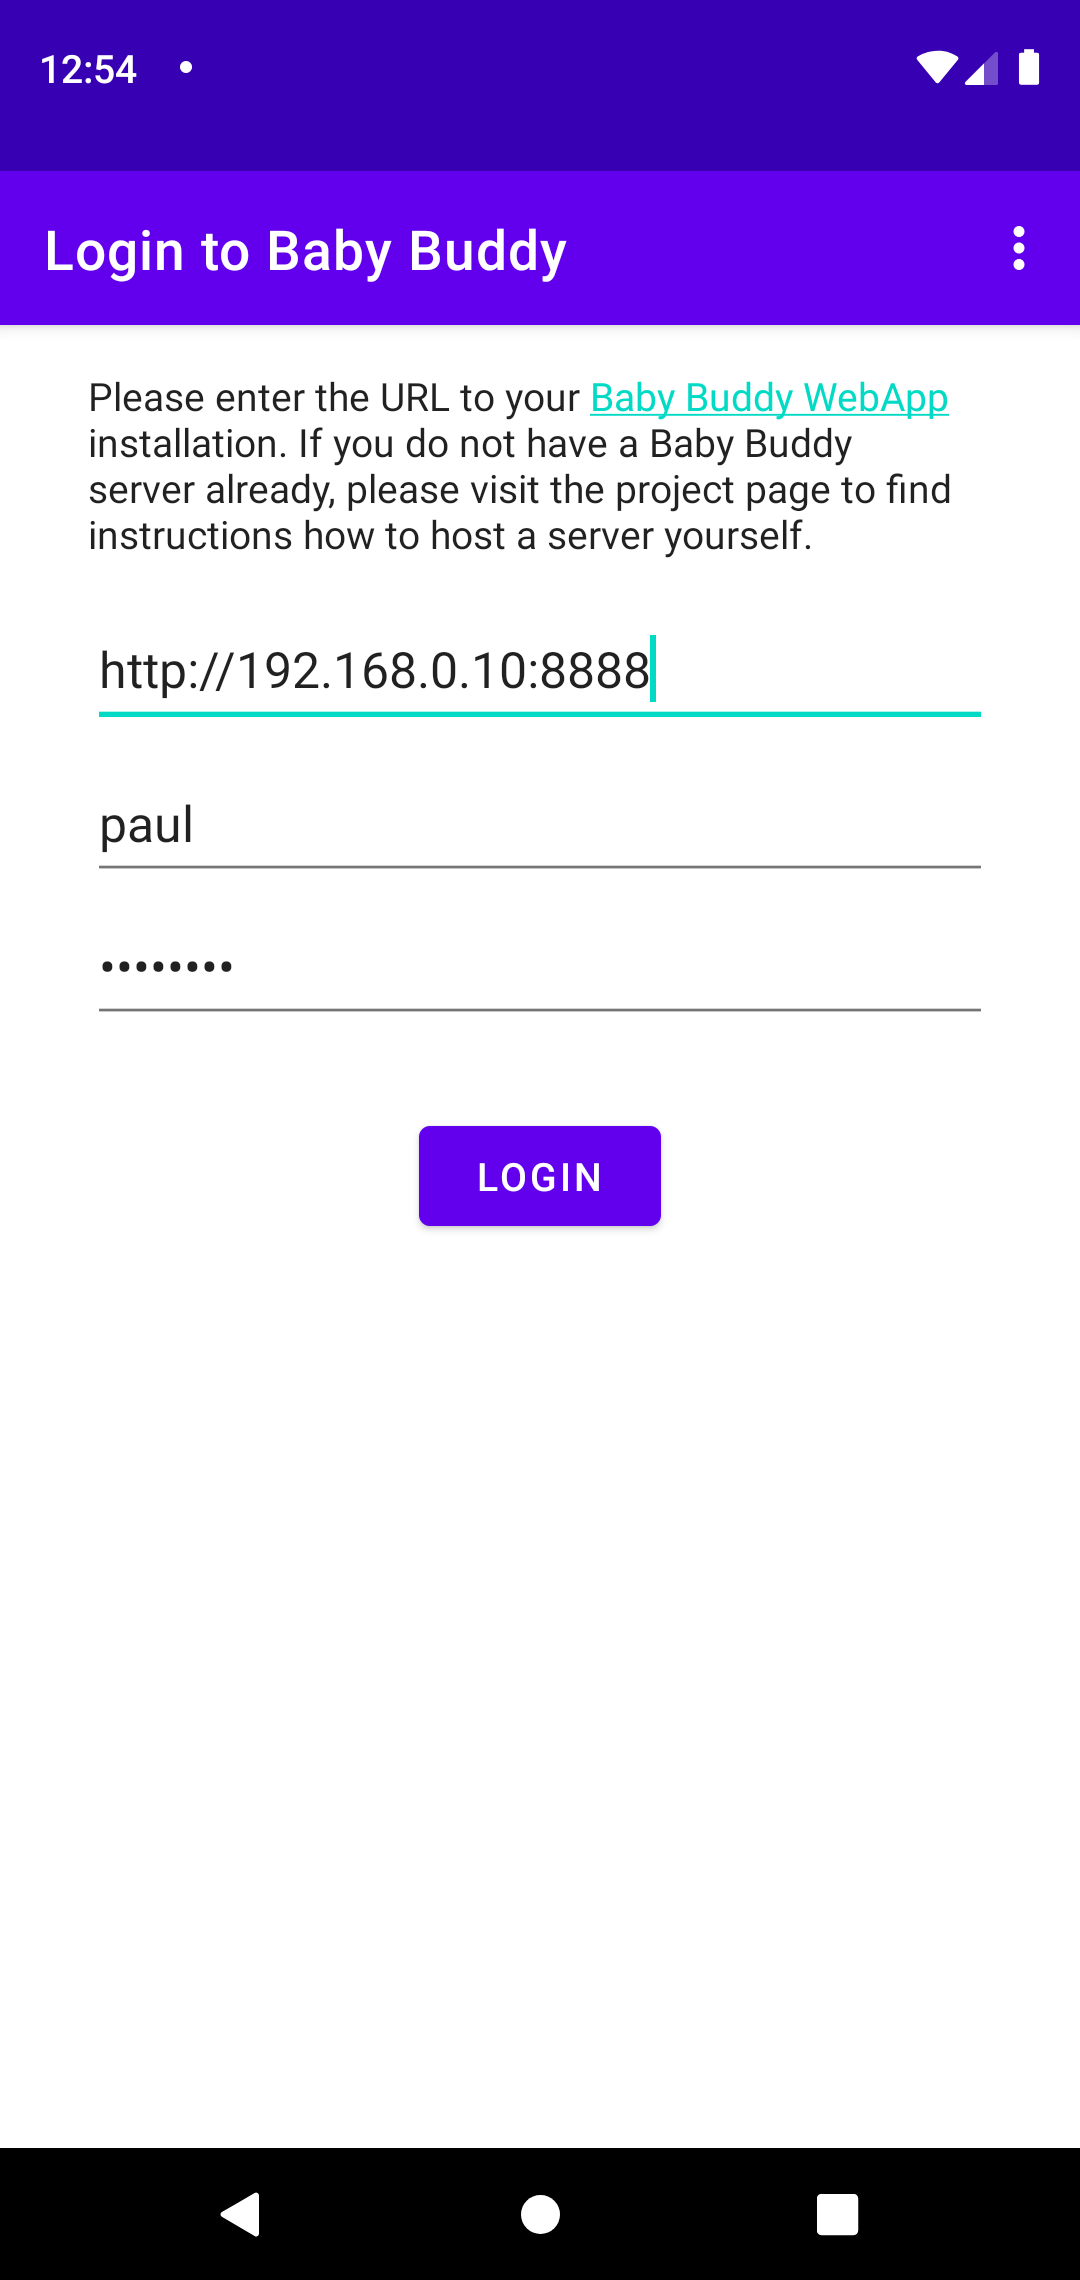 12:54
Login to Baby Buddy
Please enter the URL to your Baby Buddy WebApp
installation. If you do not have a Baby Buddy
server already, please visit the project page to find
instructions how to host a server yourself.
http://192.168.0.10:8888
paul
••••••••
LOGIN